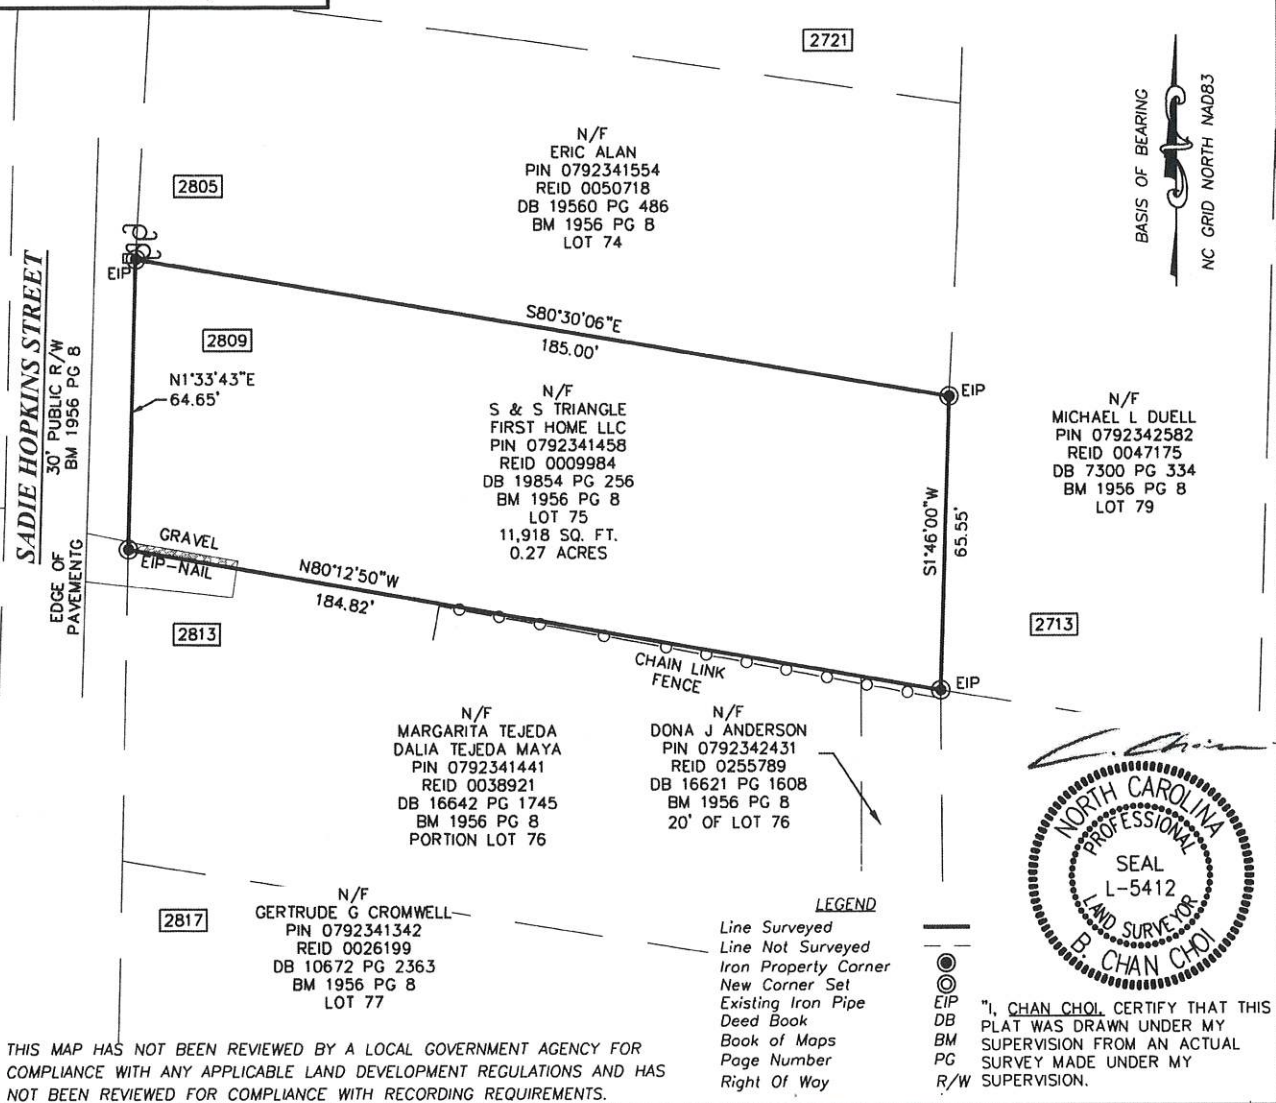 2721
BASIS OF BEARING
NC GRID NORTH NAD83
N/F
ERIC ALAN
PIN 0792341554
REID 0050718
DB 19560 PG 486
BM 1956 PG 8
LOT 74
2805
EIP
SADIE HOPKINS STREET
30' PUBLIC R/W
BM 1956 PG 8
2809
N1°33'43"E
64.65'
S80°30'06"E
185.00'
EIP
N/F
S & S TRIANGLE
FIRST HOME LLC
PIN 0792341458
REID 0009984
DB 19854 PG 256
BM 1956 PG 8
LOT 75
11,918 SQ. FT.
0.27 ACRES
N/F
MICHAEL L DUELL
PIN 0792342582
REID 0047175
DB 7300 PG 334
BM 1956 PG 8
LOT 79
S1°46'00"W
65.55'
GRAVEL
EIP-NAIL
N80°12'50"W
184.82'
EDGE OF
PAVEMENTG
2813
2713
CHAIN LINK
FENCE
EIP
N/F
MARGARITA TEJEDA
DALIA TEJEDA MAYA
PIN 0792341441
REID 0038921
DB 16642 PG 1745
BM 1956 PG 8
PORTION LOT 76
N/F
DONA J ANDERSON
PIN 0792342431
REID 0255789
DB 16621 PG 1608
BM 1956 PG 8
20' OF LOT 76
C. Choi
NORTH CAROLINA
PROFESSIONAL
SEAL
L-5412
LAND SURVEYOR
B. CHAN CHOI
2817
N/F
GERTRUDE G CROMWELL
PIN 0792341342
REID 0026199
DB 10672 PG 2363
BM 1956 PG 8
LOT 77
LEGEND
Line Surveyed
Line Not Surveyed
Iron Property Corner
New Corner Set
Existing Iron Pipe EIP
Deed Book DB
Book of Maps BM
Page Number PG
Right Of Way R/W
"I, CHAN CHOI, CERTIFY THAT THIS
PLAT WAS DRAWN UNDER MY
SUPERVISION FROM AN ACTUAL
SURVEY MADE UNDER MY
SUPERVISION.
THIS MAP HAS NOT BEEN REVIEWED BY A LOCAL GOVERNMENT AGENCY FOR
COMPLIANCE WITH ANY APPLICABLE LAND DEVELOPMENT REGULATIONS AND HAS
NOT BEEN REVIEWED FOR COMPLIANCE WITH RECORDING REQUIREMENTS.